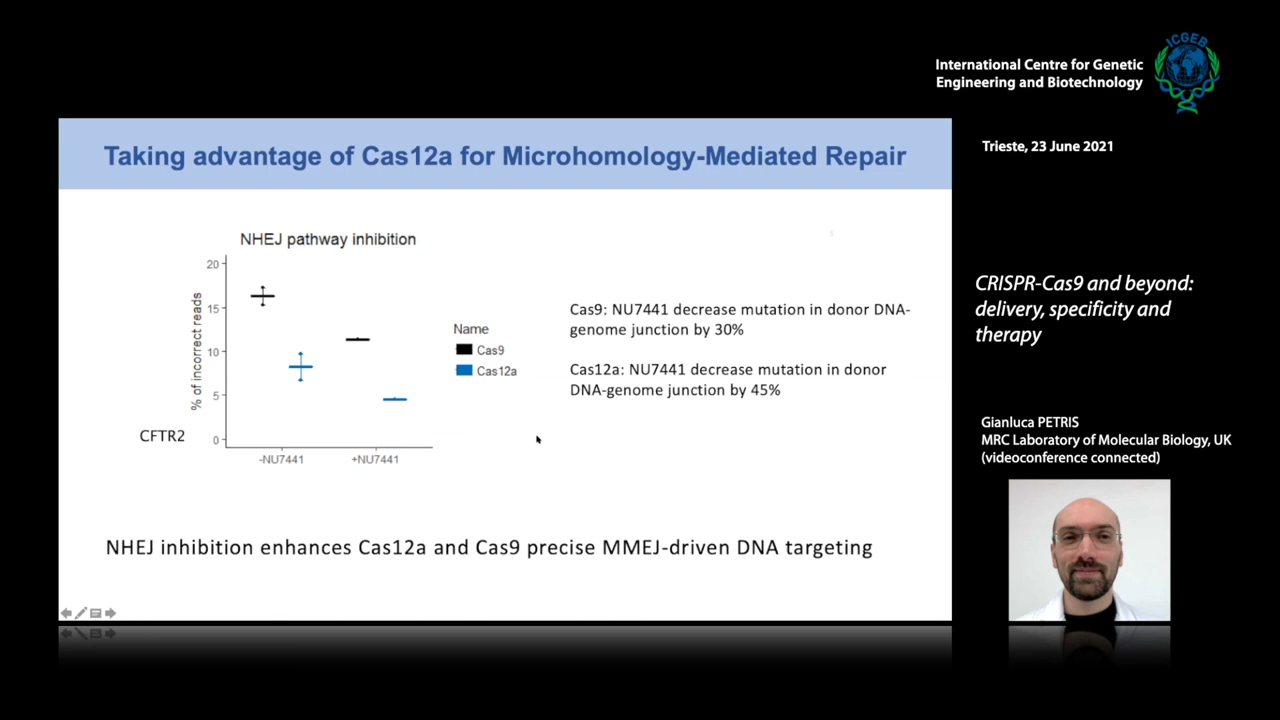 ICGEB
International Centre for Genetic
Engineering and Biotechnology
Trieste, 23 June 2021
Taking advantage of Cas12a for Microhomology-Mediated Repair
NHEJ pathway inhibition
% of incorrect reads
20
15
10
5
0
-NU7441
+NU7441
CFTR2
Name
Cas9
Cas12a
Cas9: NU7441 decrease mutation in donor DNA-
genome junction by 30%
Cas12a: NU7441 decrease mutation in donor
DNA-genome junction by 45%
NHEJ inhibition enhances Cas12a and Cas9 precise MMEJ-driven DNA targeting
CRISPR-Cas9 and beyond:
delivery, specificity and
therapy
Gianluca PETRIS
MRC Laboratory of Molecular Biology, UK
(videoconference connected)